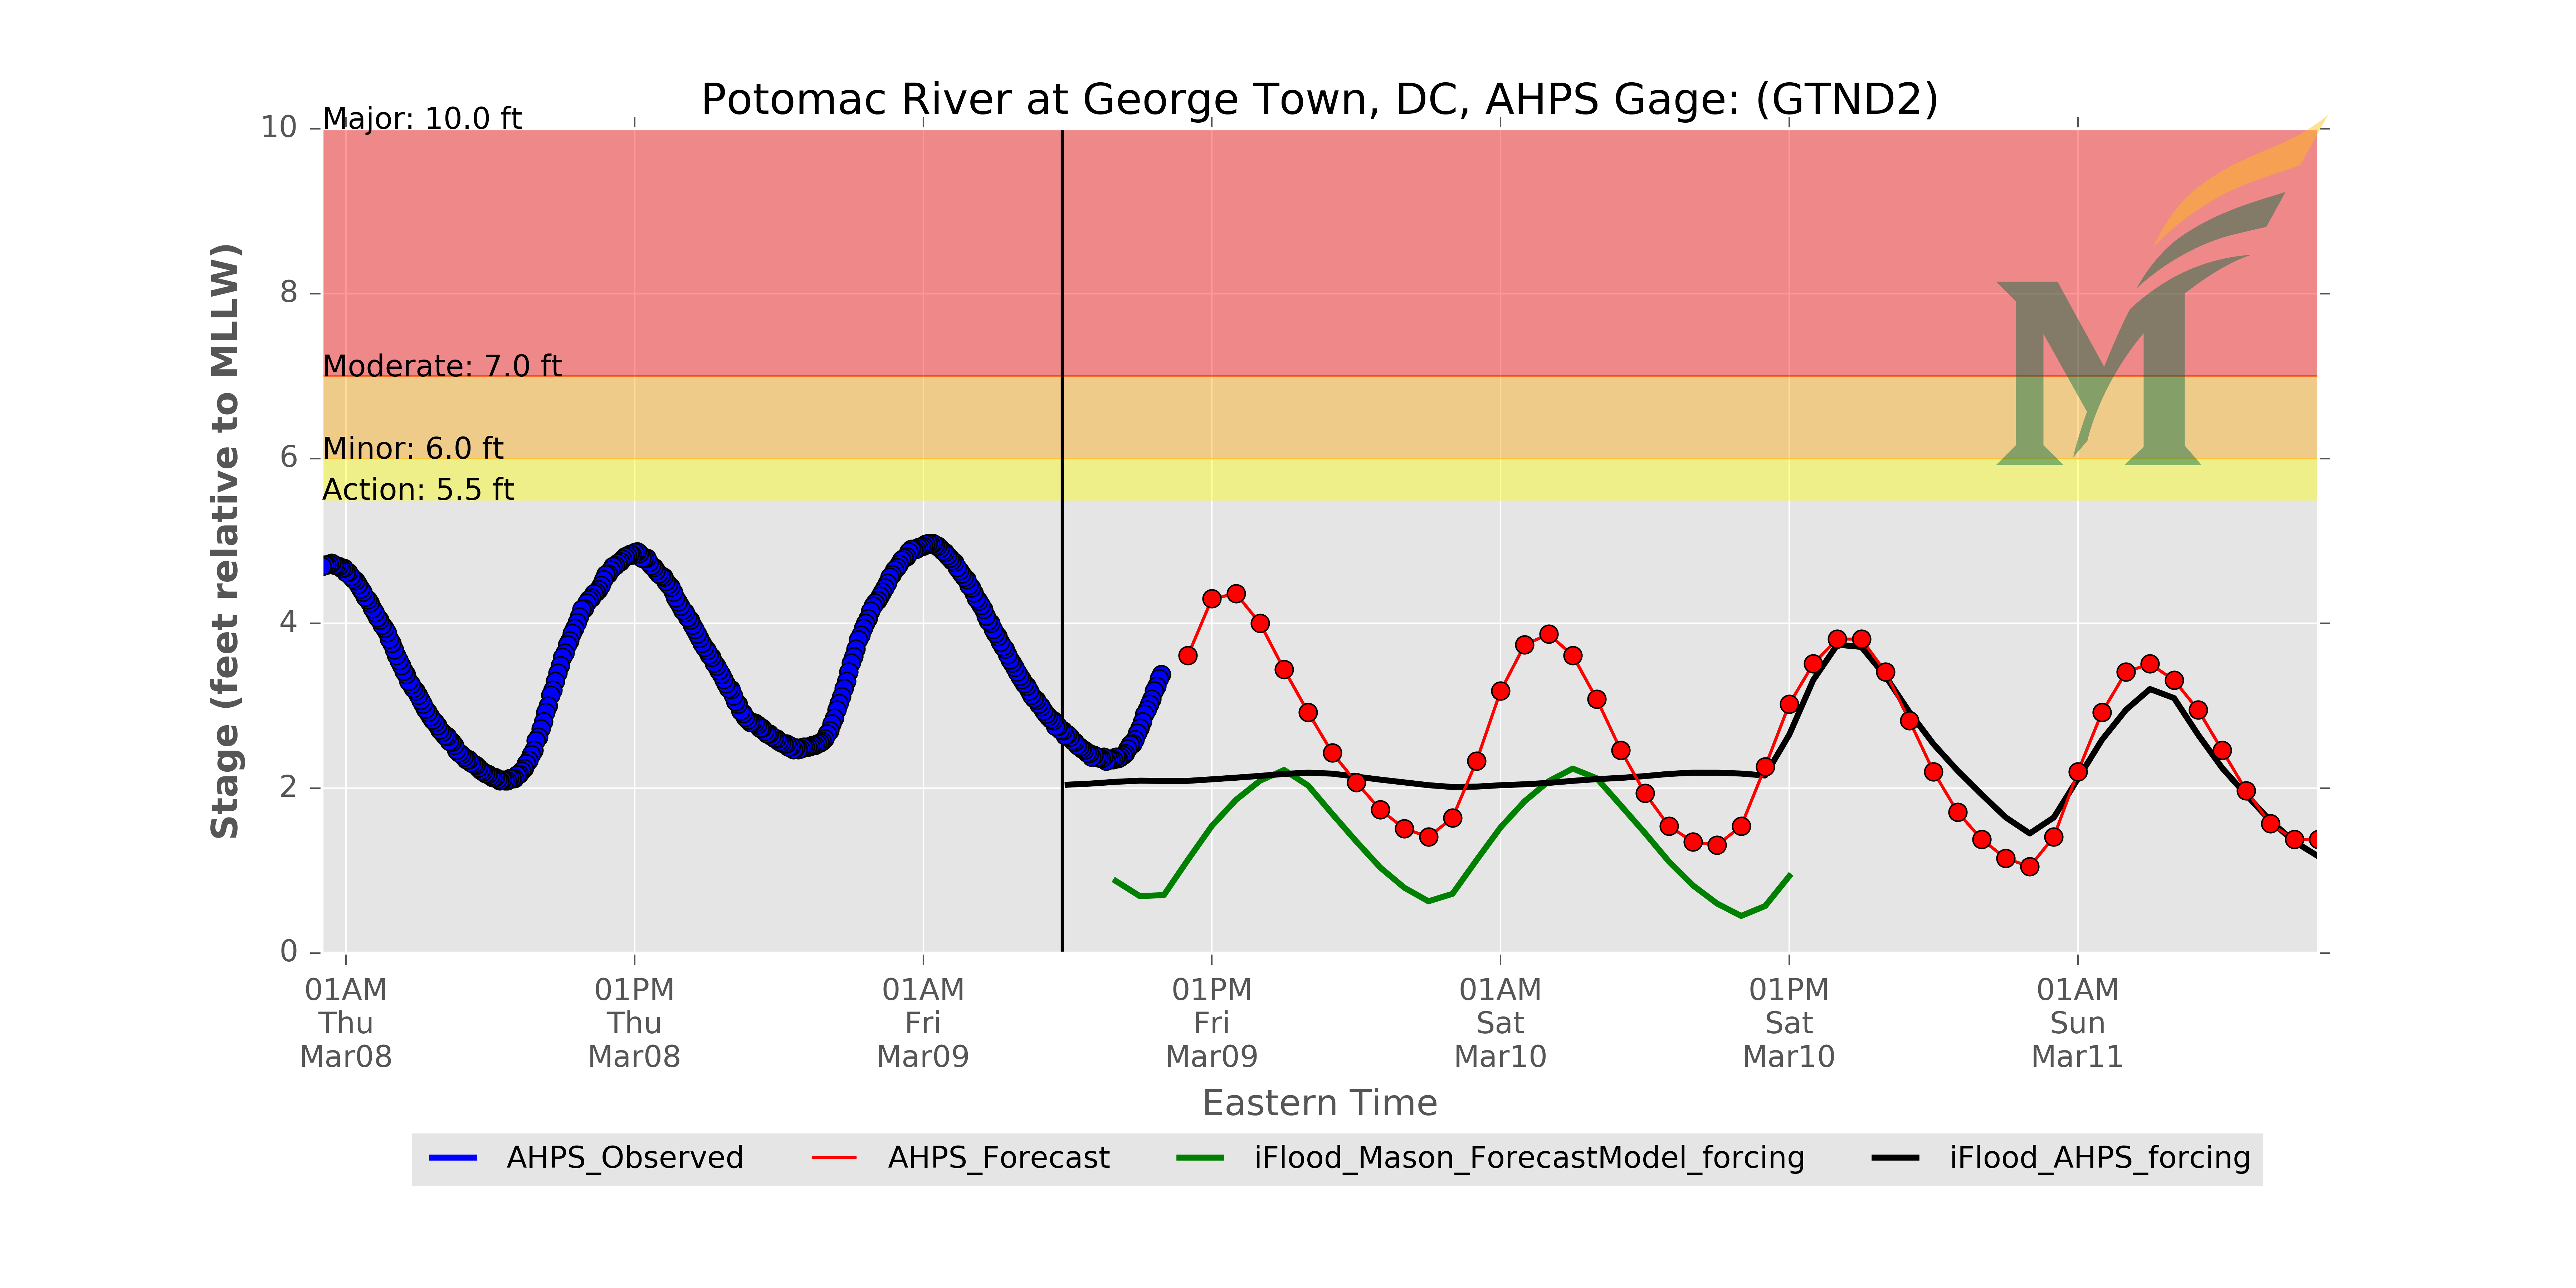 Potomac River at George Town, DC, AHPS Gage: (GTND2)
Major: 10.0 ft
Moderate: 7.0 ft
Minor: 6.0 ft
Action: 5.5 ft
Stage (feet relative to MLLW)
10
8
6
4
2
0
01AM
Thu
Mar08
01PM
Thu
Mar08
01AM
Fri
Mar09
01PM
Fri
Mar09
01AM
Sat
Mar10
01PM
Sat
Mar10
01AM
Sun
Mar11
Eastern Time
AHPS_Observed
AHPS_Forecast
iFlood_Mason_ForecastModel_forcing
iFlood_AHPS_forcing
M